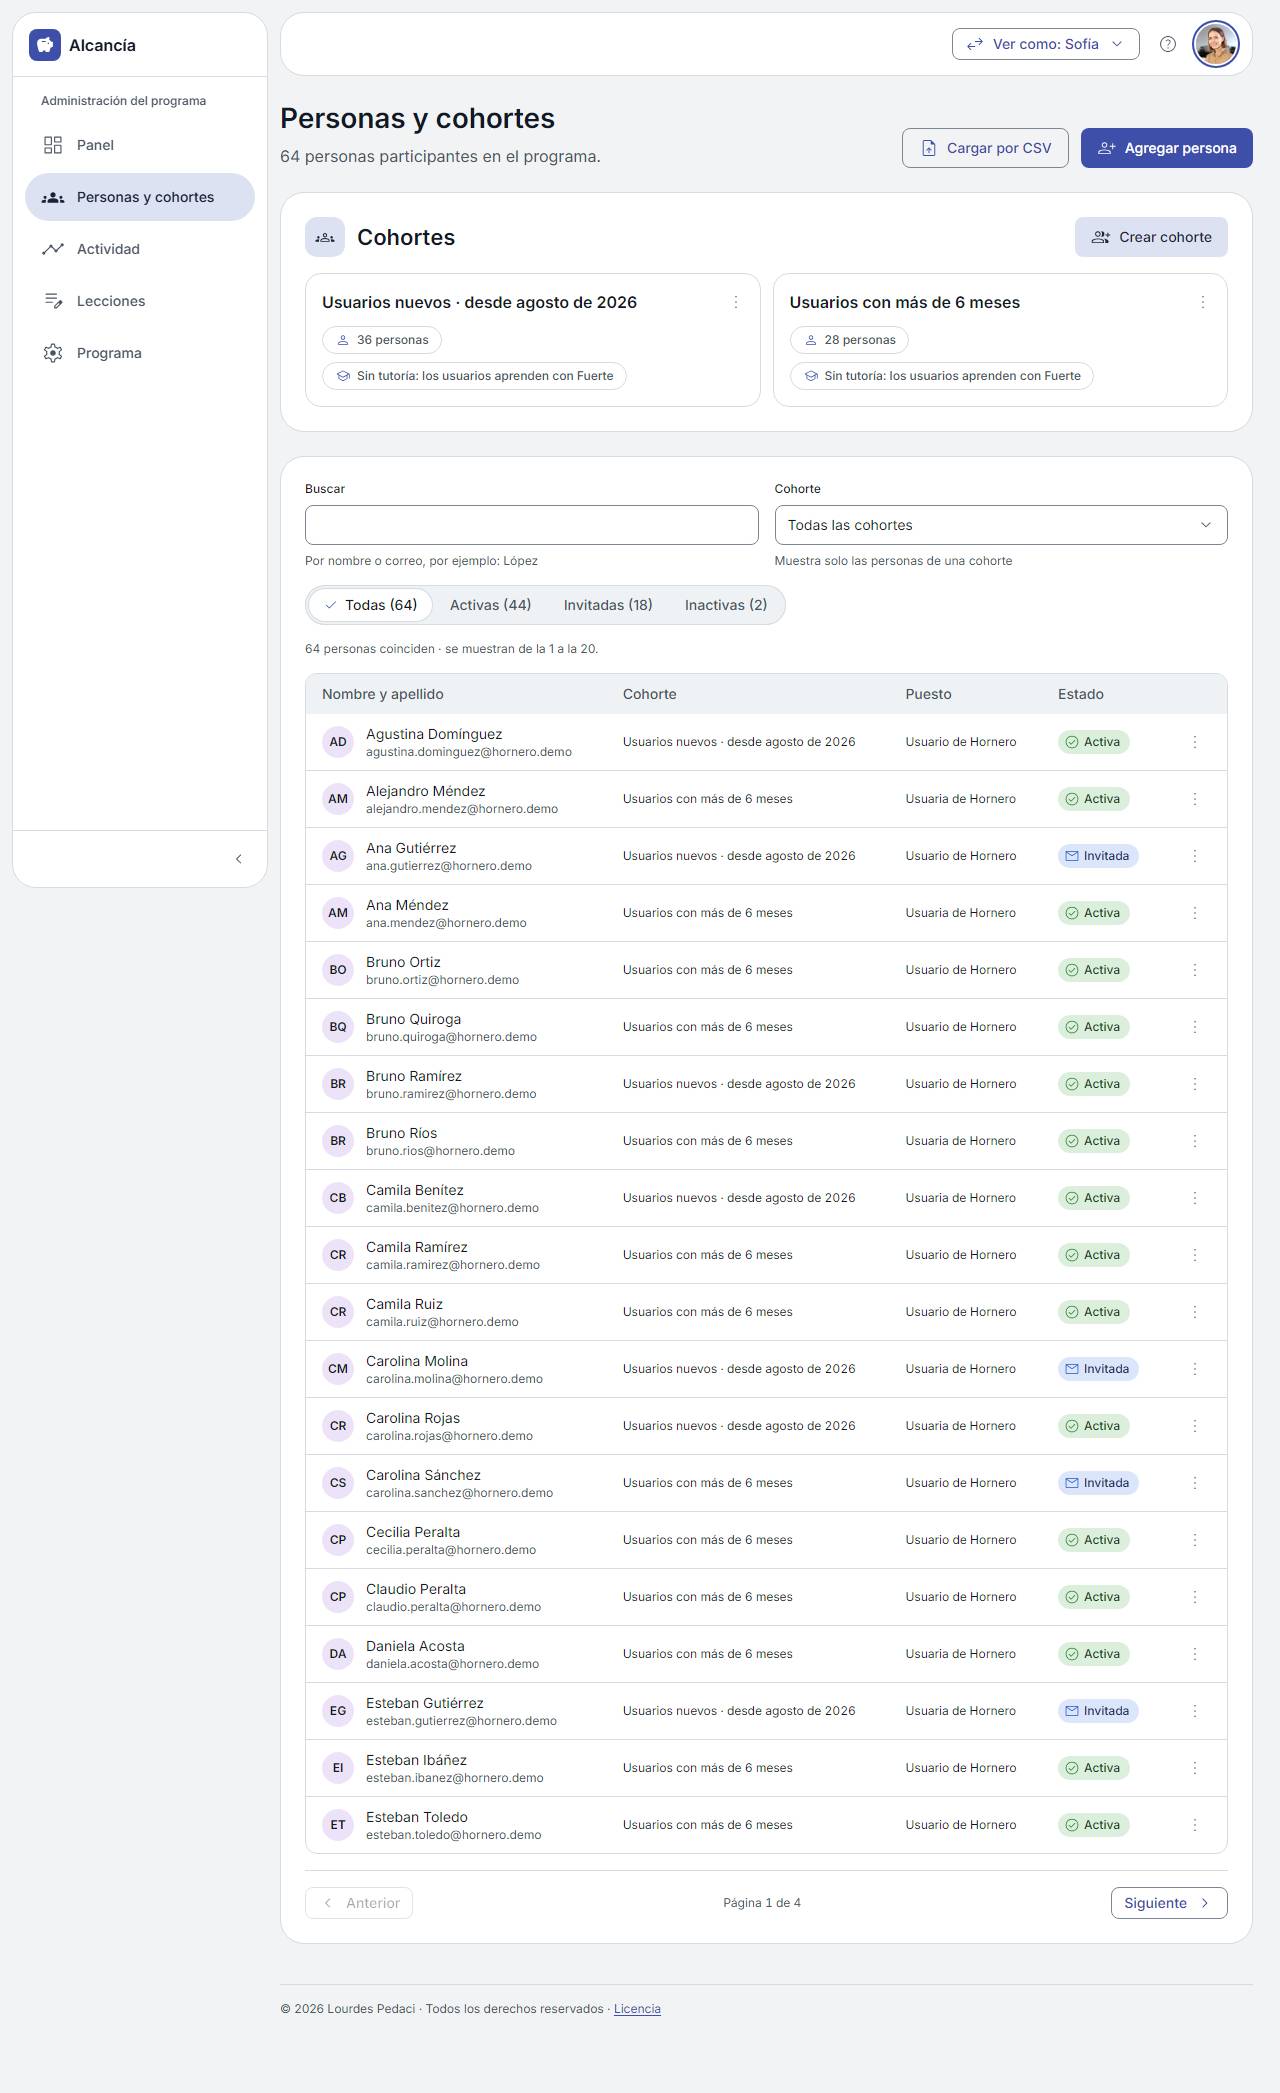 Alcancía
Ver como: Sofía
Administración del programa
Panel
Personas y cohortes
Actividad
Lecciones
Programa
Personas y cohortes
64 personas participantes en el programa.
Cargar por CSV
Agregar persona
Cohortes
Crear cohorte
Usuarios nuevos · desde agosto de 2026
36 personas
Sin tutoría: los usuarios aprenden con Fuerte
Usuarios con más de 6 meses
28 personas
Sin tutoría: los usuarios aprenden con Fuerte
Buscar
Por nombre o correo, por ejemplo: López
Cohorte
Todas las cohortes
Muestra solo las personas de una cohorte
Todas (64) Activas (44) Invitadas (18) Inactivas (2)
64 personas coinciden · se muestran de la 1 a la 20.
Nombre y apellido Cohorte Puesto Estado
AD Agustina Domínguez
agustina.dominguez@hornero.demo
Usuarios nuevos · desde agosto de 2026 Usuario de Hornero Activa
AM Alejandro Méndez
alejandro.mendez@hornero.demo
Usuarios con más de 6 meses Usuaria de Hornero Activa
AG Ana Gutiérrez
ana.gutierrez@hornero.demo
Usuarios nuevos · desde agosto de 2026 Usuario de Hornero Invitada
AM Ana Méndez
ana.mendez@hornero.demo
Usuarios con más de 6 meses Usuaria de Hornero Activa
BO Bruno Ortiz
bruno.ortiz@hornero.demo
Usuarios con más de 6 meses Usuario de Hornero Activa
BQ Bruno Quiroga
bruno.quiroga@hornero.demo
Usuarios con más de 6 meses Usuario de Hornero Activa
BR Bruno Ramírez
bruno.ramirez@hornero.demo
Usuarios nuevos · desde agosto de 2026 Usuario de Hornero Activa
BR Bruno Ríos
bruno.rios@hornero.demo
Usuarios con más de 6 meses Usuaria de Hornero Activa
CB Camila Benítez
camila.benitez@hornero.demo
Usuarios nuevos · desde agosto de 2026 Usuaria de Hornero Activa
CR Camila Ramírez
camila.ramirez@hornero.demo
Usuarios con más de 6 meses Usuario de Hornero Activa
CR Camila Ruiz
camila.ruiz@hornero.demo
Usuarios con más de 6 meses Usuario de Hornero Activa
CM Carolina Molina
carolina.molina@hornero.demo
Usuarios nuevos · desde agosto de 2026 Usuaria de Hornero Invitada
CR Carolina Rojas
carolina.rojas@hornero.demo
Usuarios nuevos · desde agosto de 2026 Usuaria de Hornero Activa
CS Carolina Sánchez
carolina.sanchez@hornero.demo
Usuarios con más de 6 meses Usuaria de Hornero Invitada
CP Cecilia Peralta
cecilia.peralta@hornero.demo
Usuarios con más de 6 meses Usuario de Hornero Activa
CP Claudio Peralta
claudio.peralta@hornero.demo
Usuarios con más de 6 meses Usuaria de Hornero Activa
DA Daniela Acosta
daniela.acosta@hornero.demo
Usuarios con más de 6 meses Usuaria de Hornero Activa
EG Esteban Gutiérrez
esteban.gutierrez@hornero.demo
Usuarios nuevos · desde agosto de 2026 Usuaria de Hornero Invitada
EI Esteban Ibáñez
esteban.ibanez@hornero.demo
Usuarios con más de 6 meses Usuario de Hornero Activa
ET Esteban Toledo
esteban.toledo@hornero.demo
Usuarios con más de 6 meses Usuario de Hornero Activa
Anterior Página 1 de 4 Siguiente
© 2026 Lourdes Pedaci · Todos los derechos reservados · Licencia